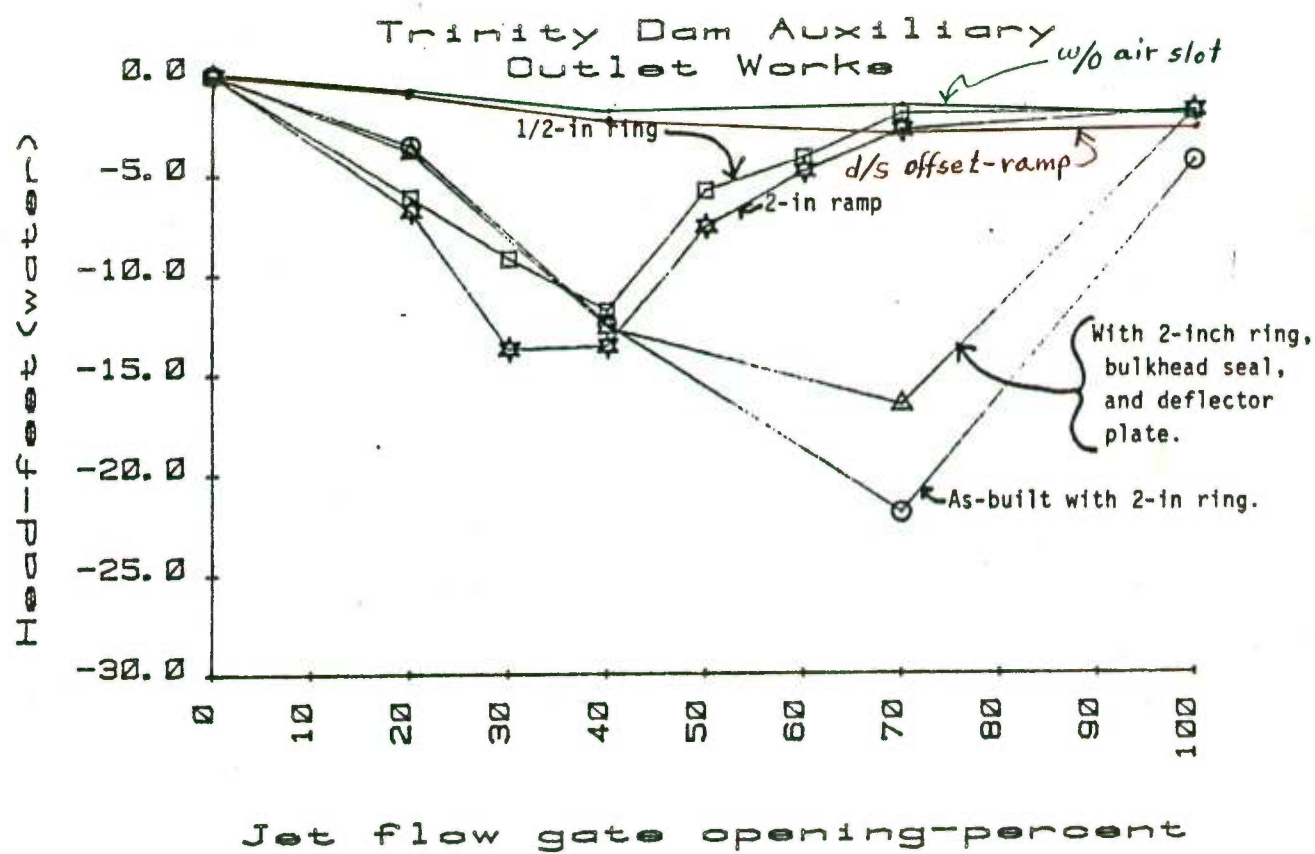 Trinity Dam Auxiliary
Outlet Works
w/o air slot
1/2-in ring
d/s offset-ramp
2-in ramp
With 2-inch ring,
bulkhead seal,
and deflector
plate.
As-built with 2-in ring.
Head-feet(water)
0.0
-5.0
-10.0
-15.0
-20.0
-25.0
-30.0
0
10
20
30
40
50
60
70
80
90
100
Jet flow gate opening-percent